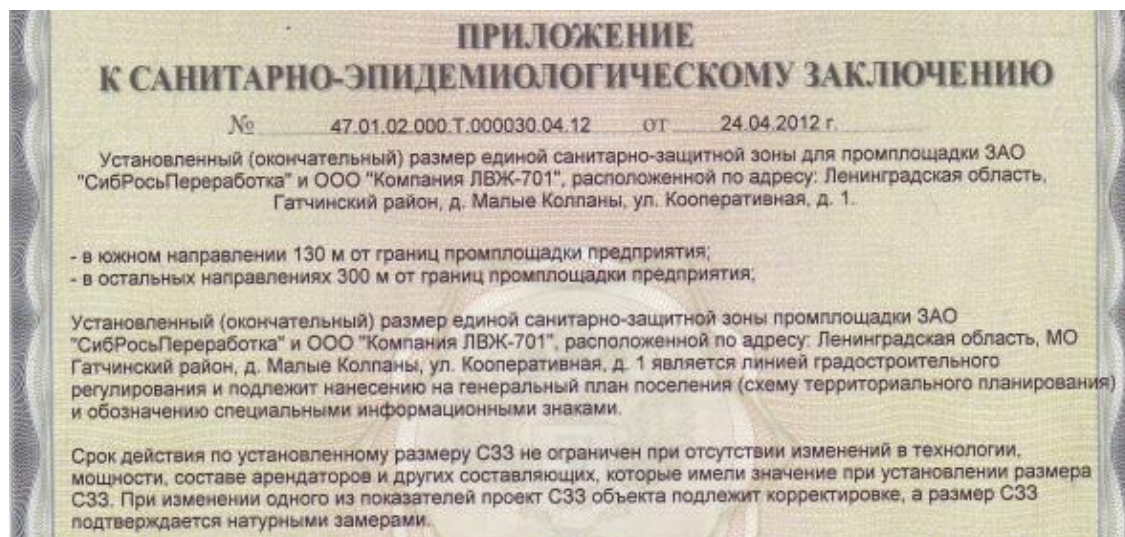 ПРИЛОЖЕНИЕ
К САНИТАРНО-ЭПИДЕМИОЛОГИЧЕСКОМУ ЗАКЛЮЧЕНИЮ
№ 47.01.02.000.Т.000030.04.12 от 24.04.2012 г.
Установленный (окончательный) размер единой санитарно-защитной зоны для промплощадки ЗАО
"СибРосьПереработка" и ООО "Компания ЛВЖ-701", расположенной по адресу: Ленинградская область,
Гатчинский район, д. Малые Колпаны, ул. Кооперативная, д. 1.
- в южном направлении 130 м от границ промплощадки предприятия;
- в остальных направлениях 300 м от границ промплощадки предприятия;
Установленный (окончательный) размер единой санитарно-защитной зоны промплощадки ЗАО
"СибРосьПереработка" и ООО "Компания ЛВЖ-701", расположенной по адресу: Ленинградская область, МО
Гатчинский район, д. Малые Колпаны, ул. Кооперативная, д. 1 является линией градостроительного
регулирования и подлежит нанесению на генеральный план поселения (схему территориального планирования)
и обозначению специальными информационными знаками.
Срок действия по установленному размеру СЗЗ не ограничен при отсутствии изменений в технологии,
мощности, составе арендаторов и других составляющих, которые имели значение при установлении размера
СЗЗ. При изменении одного из показателей проект СЗЗ объекта подлежит корректировке, а размер СЗЗ
подтверждается натурными замерами.